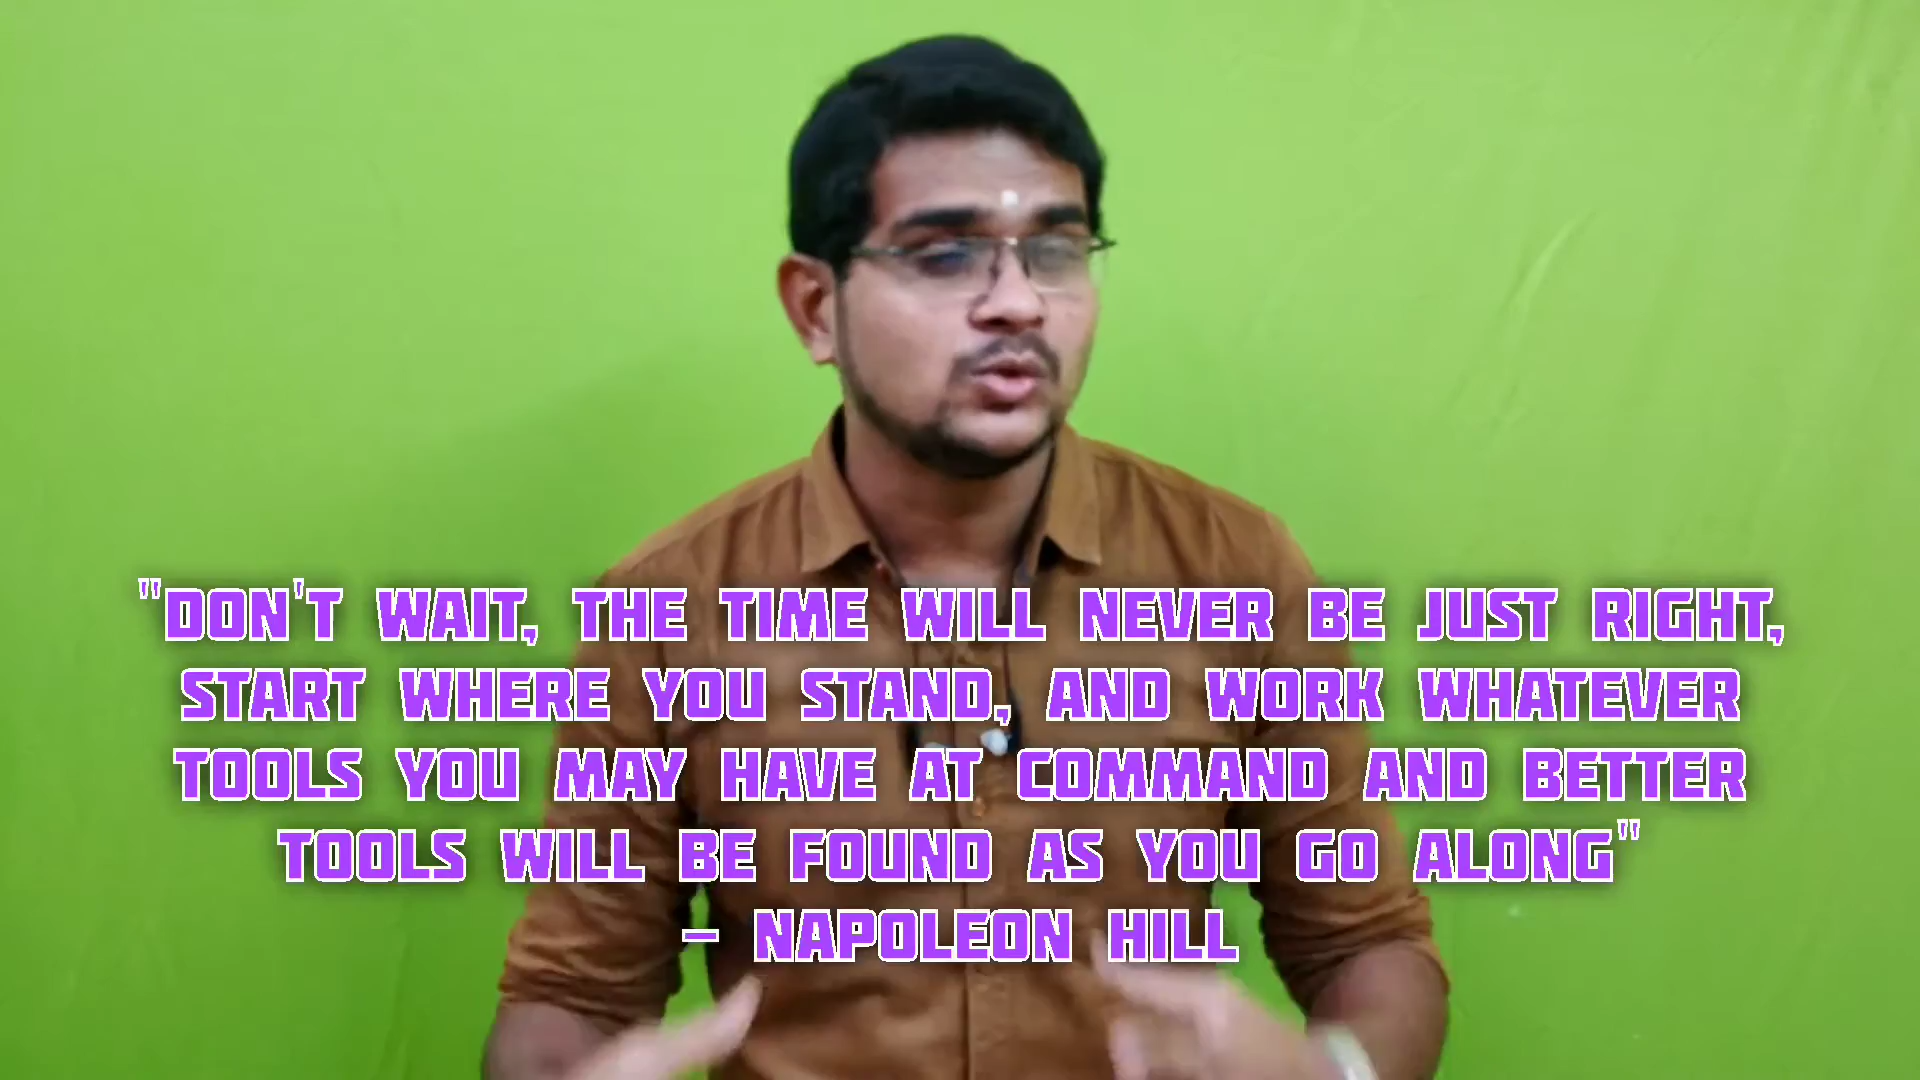 "DON'T WAIT, THE TIME WILL NEVER BE JUST RIGHT,
START WHERE YOU STAND, AND WORK WHATEVER
TOOLS YOU MAY HAVE AT COMMAND AND BETTER
TOOLS WILL BE FOUND AS YOU GO ALONG"
- NAPOLEON HILL